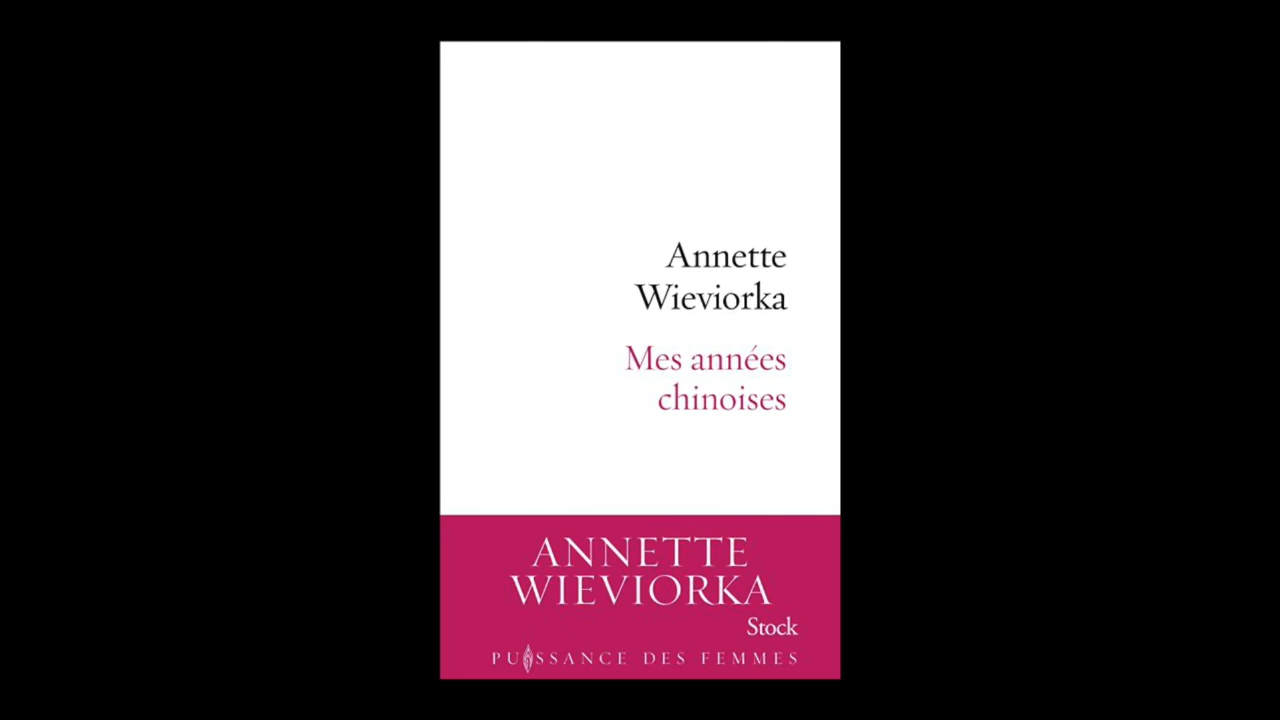 Annette
Wieviorka
Mes années
chinoises
ANNETTE
WIEVIORKA
Stock
PUISSANCE DES FEMMES